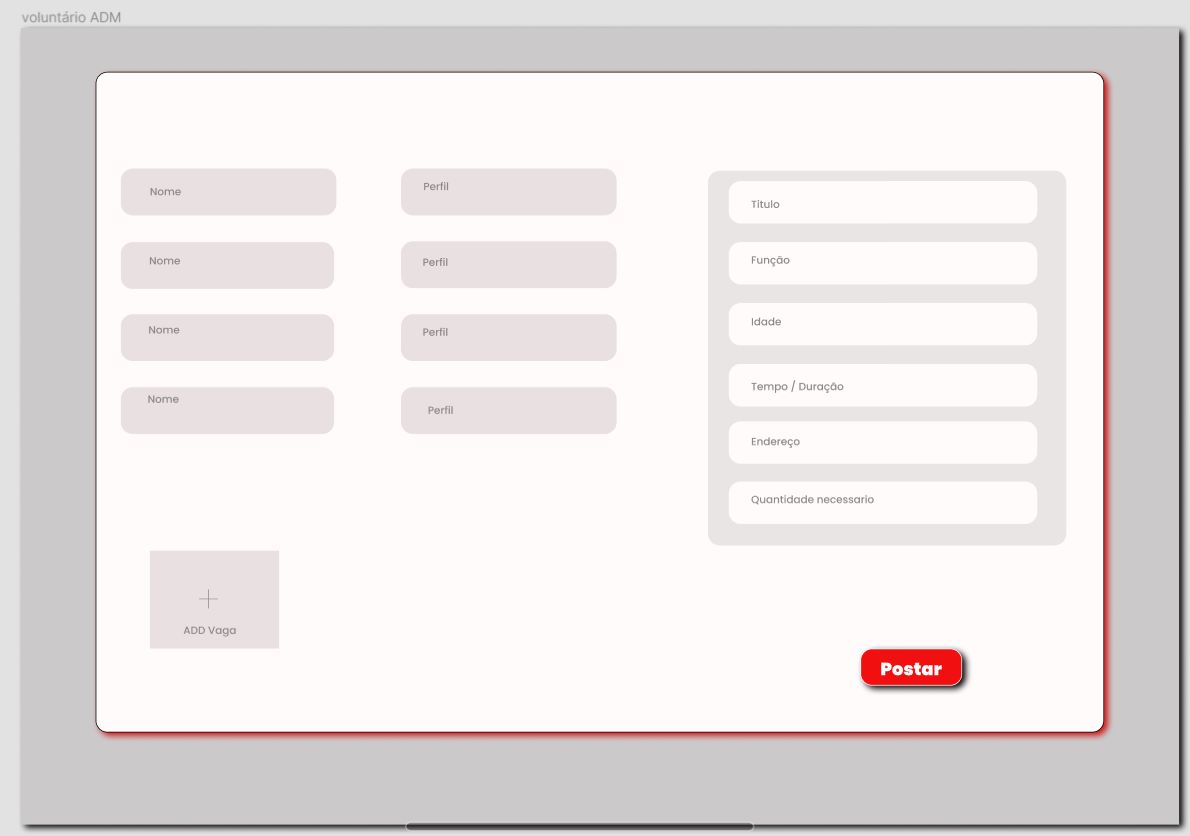 voluntário ADM
Nome
Perfil
Nome
Perfil
Nome
Perfil
Nome
Perfil
Titulo
Função
Idade
Tempo / Duração
Endereço
Quantidade necessario
ADD Vaga
Postar